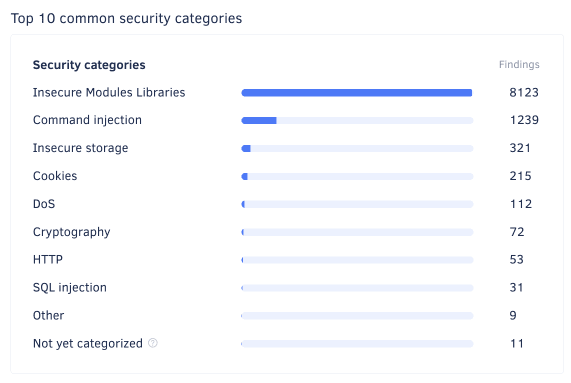 Top 10 common security categories
Security categories Findings
Insecure Modules Libraries 8123
Command injection 1239
Insecure storage 321
Cookies 215
DoS 112
Cryptography 72
HTTP 53
SQL injection 31
Other 9
Not yet categorized ? 11